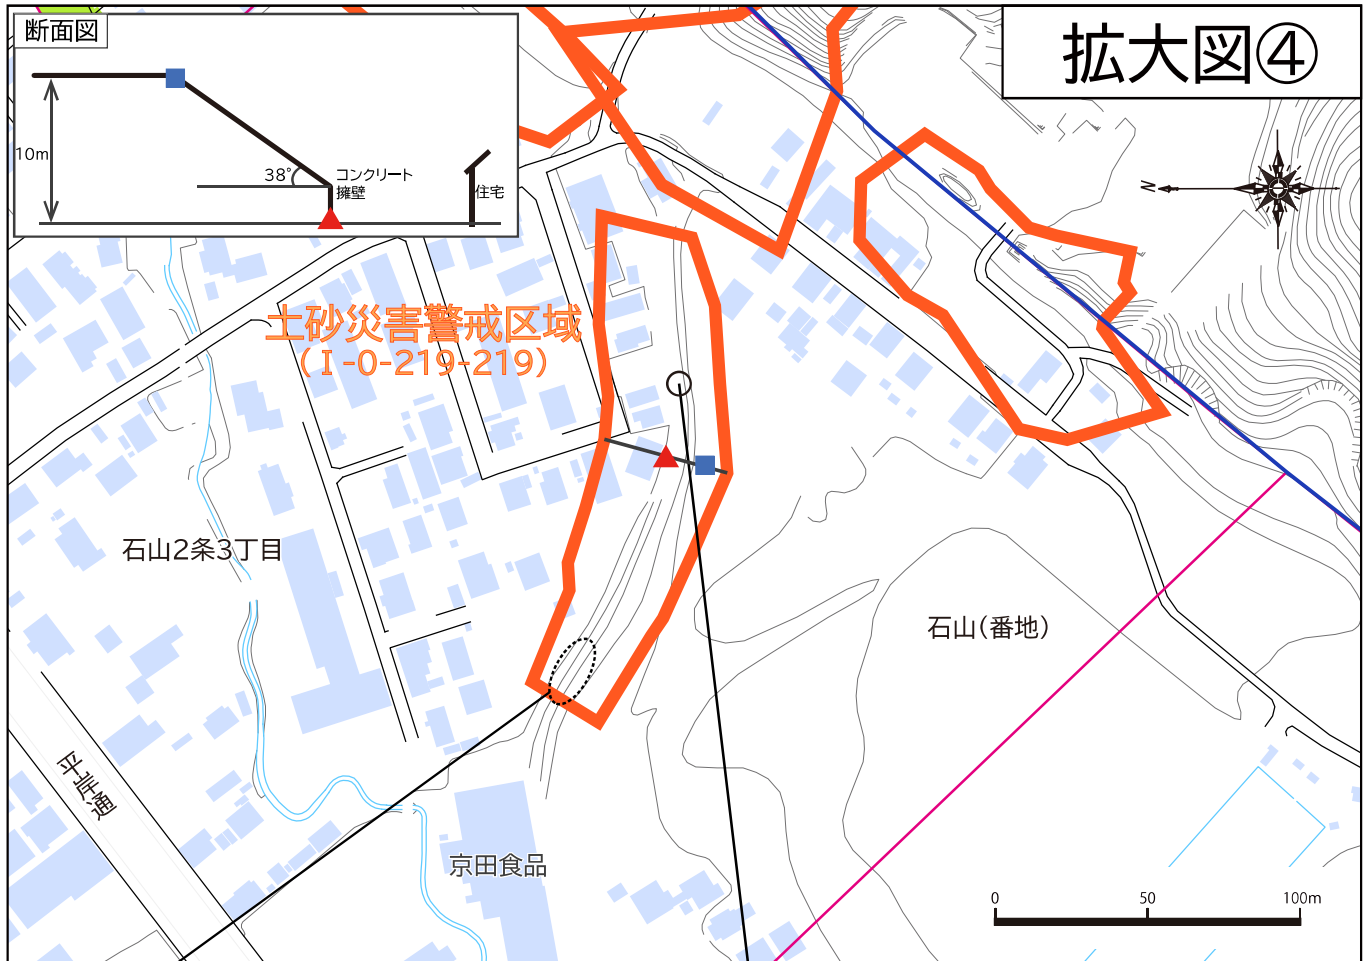 断面図
10m
38°
コンクリート
擁壁
住宅
拡大図④
N
土砂災害警戒区域
(Ⅰ-0-219-219)
石山2条3丁目
石山(番地)
平岸通
京田食品
0 50 100m